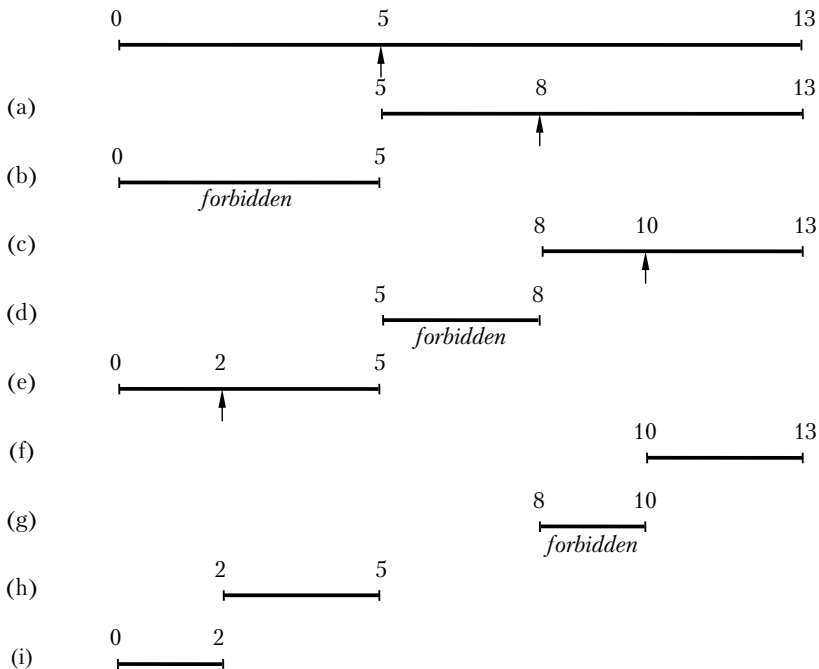 0 5 13
(a) 5 8 13
(b) 0 5
forbidden
(c) 8 10 13
(d) 5 8
forbidden
(e) 0 2 5
(f) 10 13
(g) 8 10
forbidden
(h) 2 5
(i) 0 2